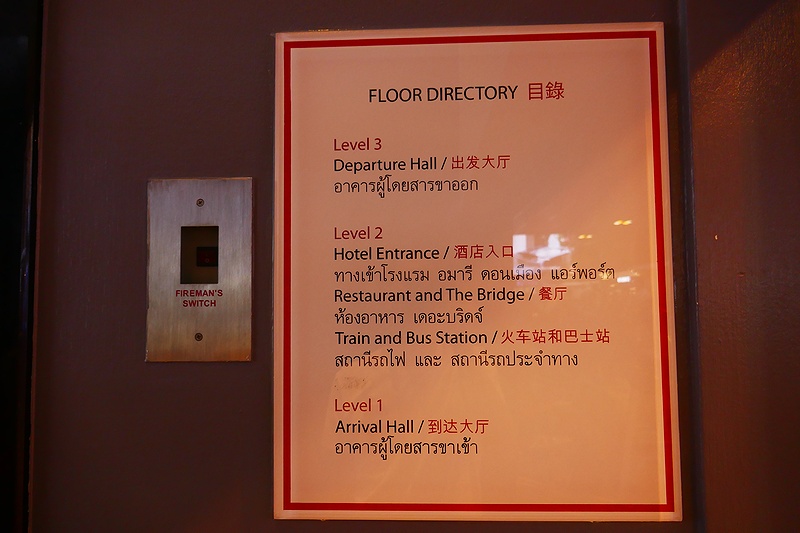 FLOOR DIRECTORY 目錄
Level 3
Departure Hall / 出发大厅
อาคารผู้โดยสารขาออก
Level 2
Hotel Entrance / 酒店入口
ทางเข้าโรงแรม อมารี ดอนเมือง แอร์พอร์ต
Restaurant and The Bridge / 餐厅
ห้องอาหาร เดอะบริดจ์
Train and Bus Station / 火车站和巴士站
สถานีรถไฟ และ สถานีรถประจำทาง
Level 1
Arrival Hall / 到达大厅
อาคารผู้โดยสารขาเข้า
FIREMAN'S
SWITCH